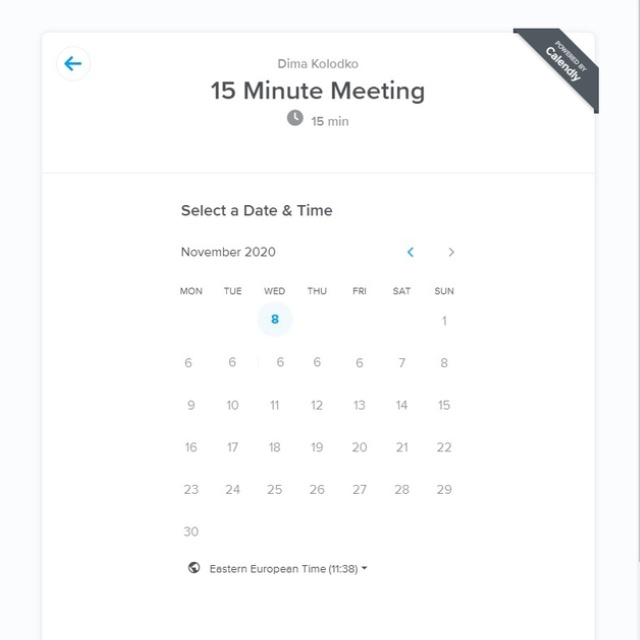 POWERED BY
Calendly
Dima Kolodko
15 Minute Meeting
15 min
Select a Date & Time
November 2020
MON TUE WED THU FRI SAT SUN
8 1
6 6 6 6 6 7 8
9 10 11 12 13 14 15
16 17 18 19 20 21 22
23 24 25 26 27 28 29
30
Eastern European Time (11:38)